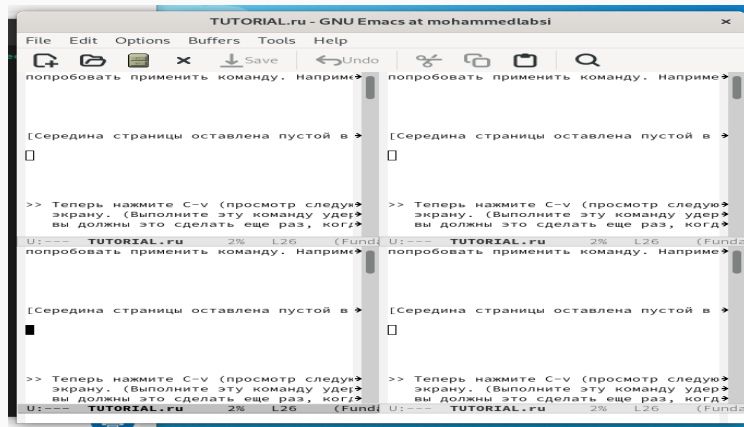 TUTORIAL.ru - GNU Emacs at mohammedlabsi ×
File Edit Options Buffers Tools Help
Save Undo
попробовать применить команду. Наприме
[Середина страницы оставлена пустой в
>> Теперь нажмите C-v (просмотр следую
экрану. (Выполните эту команду удер
вы должны это сделать еще раз, когд
U:--- TUTORIAL.ru 2% L26 (Funda
попробовать применить команду. Наприме
[Середина страницы оставлена пустой в
>> Теперь нажмите C-v (просмотр следую
экрану. (Выполните эту команду удер
вы должны это сделать еще раз, когд
U:--- TUTORIAL.ru 2% L26 (Funda
попробовать применить команду. Наприме
[Середина страницы оставлена пустой в
>> Теперь нажмите C-v (просмотр следую
экрану. (Выполните эту команду удер
вы должны это сделать еще раз, когд
U:--- TUTORIAL.ru 2% L26 (Funda
попробовать применить команду. Наприме
[Середина страницы оставлена пустой в
>> Теперь нажмите C-v (просмотр следую
экрану. (Выполните эту команду удер
вы должны это сделать еще раз, когд
U:--- TUTORIAL.ru 2% L26 (Funda